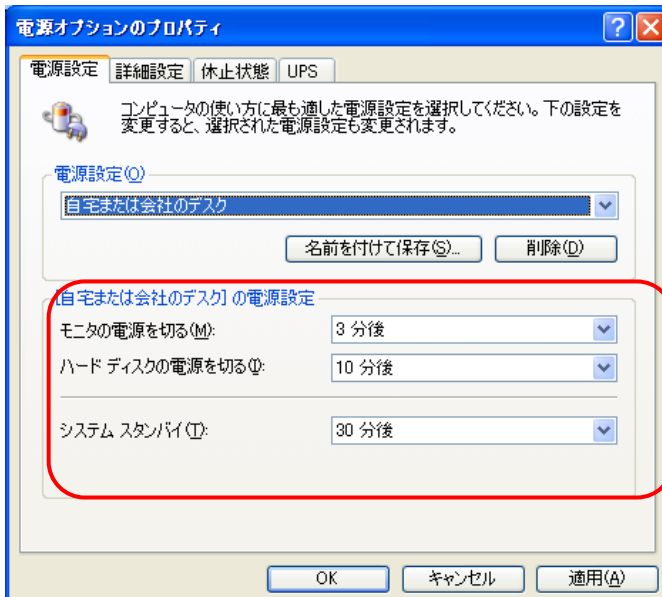 電源オプションのプロパティ
電源設定 詳細設定 休止状態 UPS
コンピュータの使い方に最も適した電源設定を選択してください。下の設定を
変更すると、選択された電源設定も変更されます。
電源設定(O)
自宅または会社のデスク
名前を付けて保存(S)... 削除(D)
[自宅または会社のデスク] の電源設定
モニタの電源を切る(M): 3 分後
ハード ディスクの電源を切る(I): 10 分後
システム スタンバイ(T): 30 分後
OK キャンセル 適用(A)